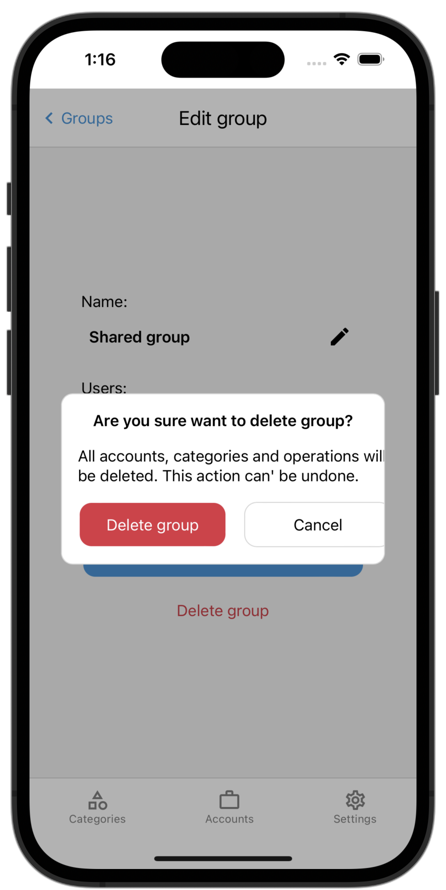 1:16
Groups
Edit group
Name:
Shared group
Users:
Are you sure want to delete group?
All accounts, categories and operations will
be deleted. This action can' be undone.
Delete group
Cancel
Delete group
Categories
Accounts
Settings